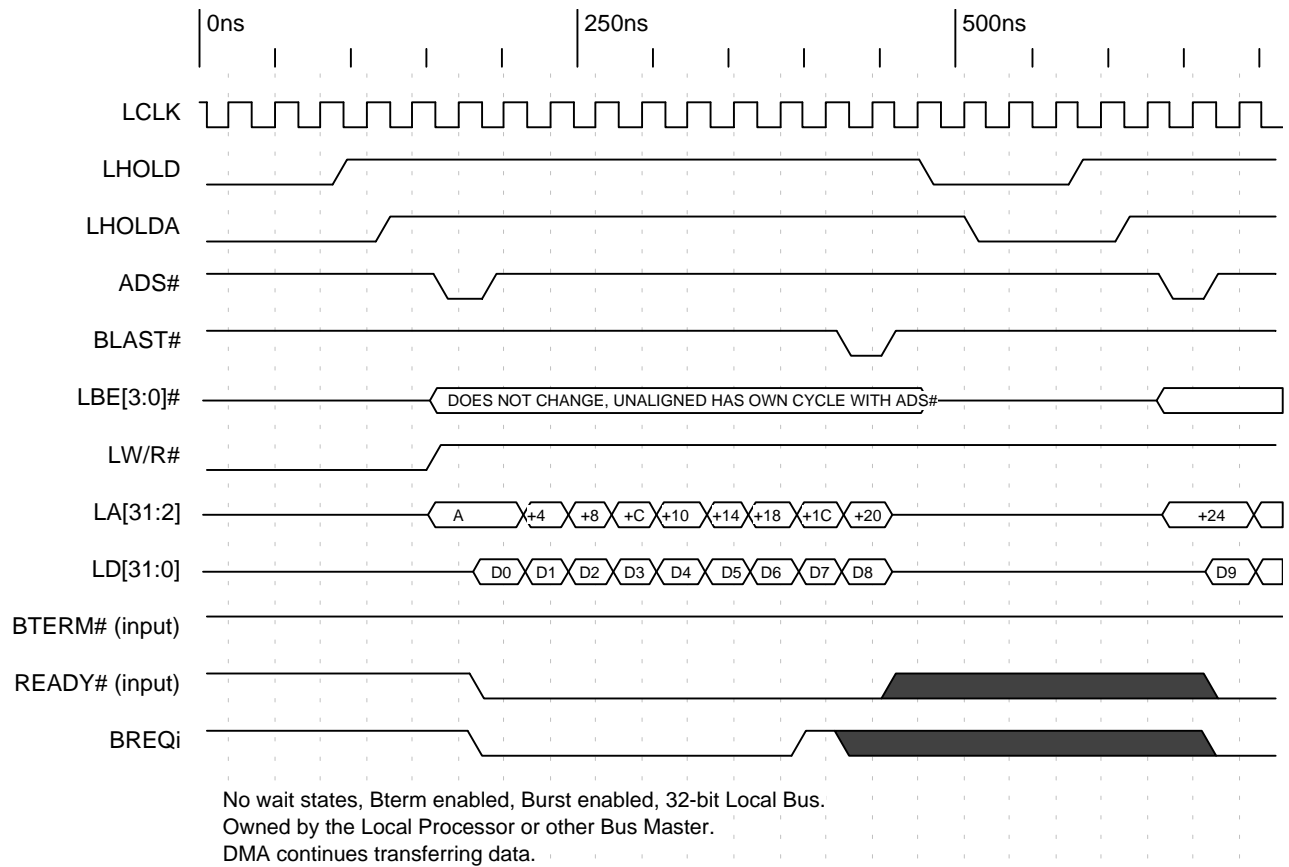 0ns 250ns 500ns
LCLK
LHOLD
LHOLDA
ADS#
BLAST#
LBE[3:0]# DOES NOT CHANGE, UNALIGNED HAS OWN CYCLE WITH ADS#
LW/R#
LA[31:2] A +4 +8 +C +10 +14 +18 +1C +20 +24
LD[31:0] D0 D1 D2 D3 D4 D5 D6 D7 D8 D9
BTERM# (input)
READY# (input)
BREQi
No wait states, Bterm enabled, Burst enabled, 32-bit Local Bus.
Owned by the Local Processor or other Bus Master.
DMA continues transferring data.